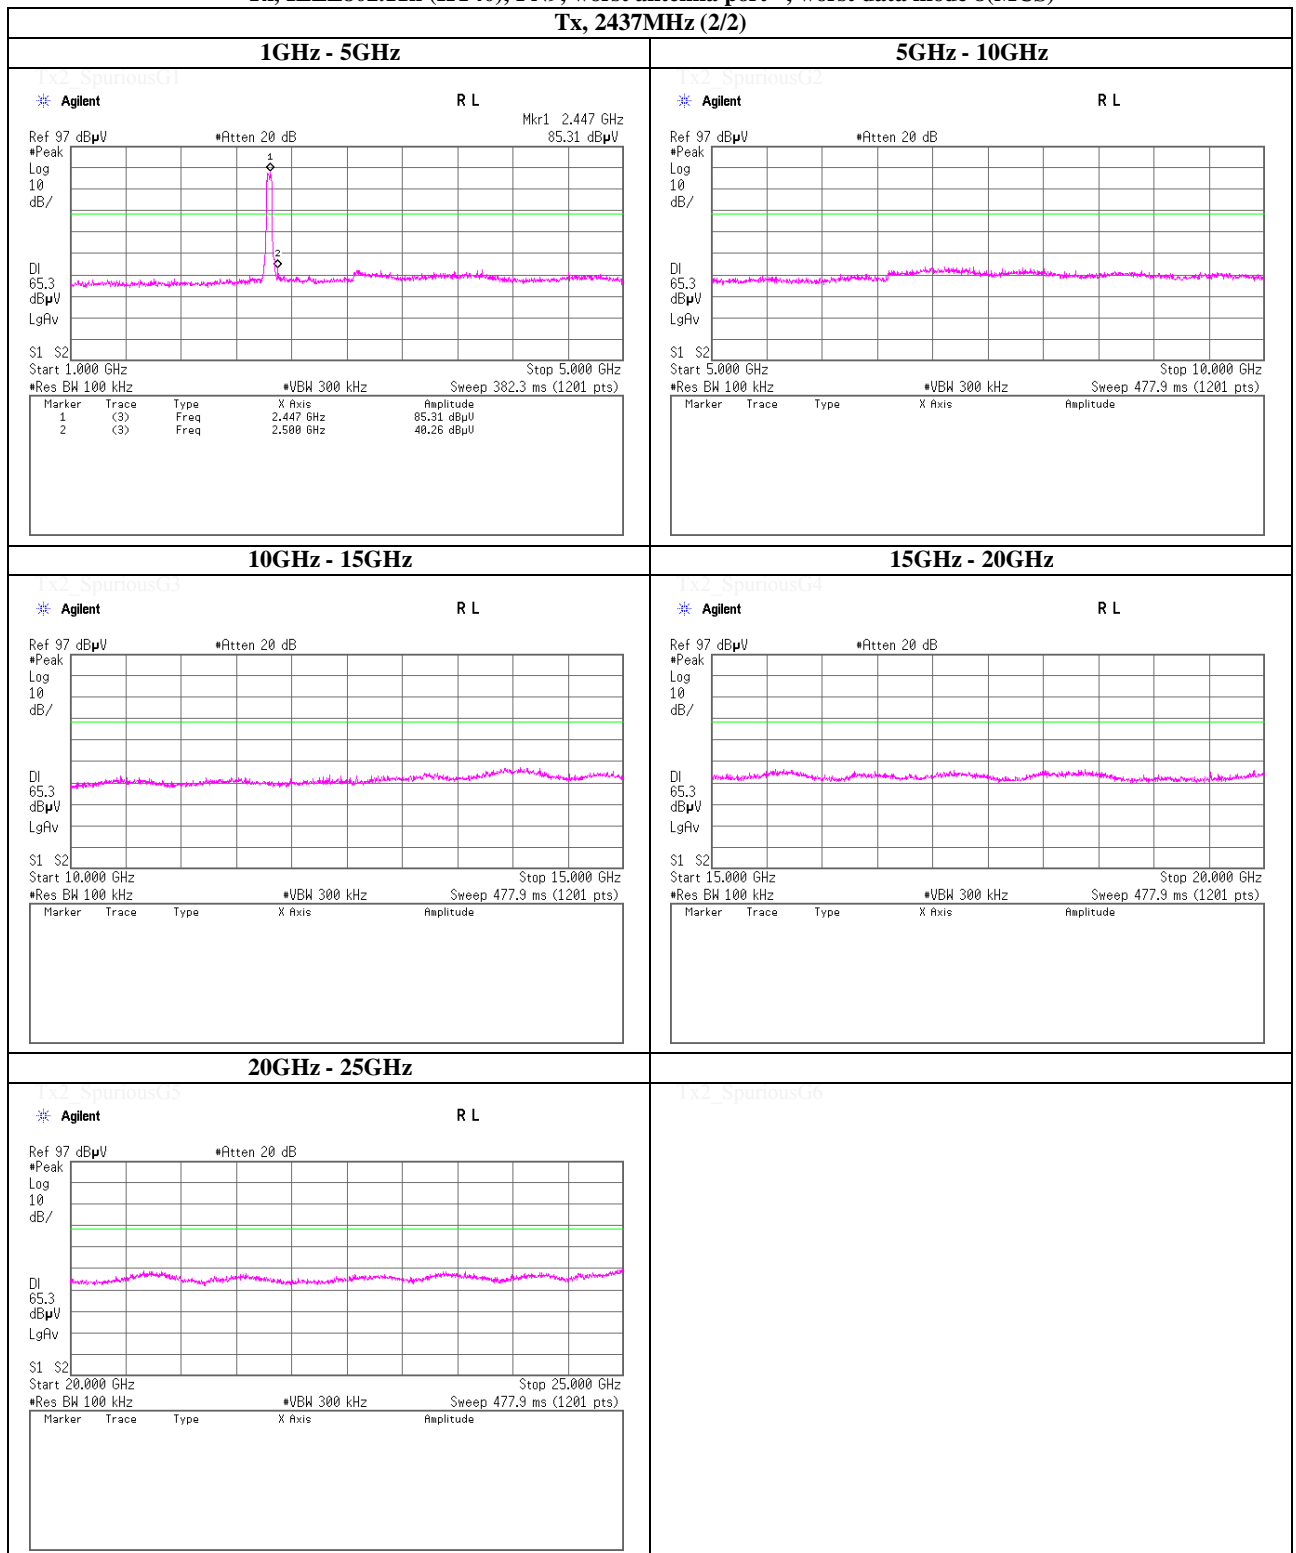 Tx, 2437MHz (2/2)
1GHz - 5GHz
Tx2_SpuriousG1
Agilent
R L
Mkr1 2.447 GHz
Ref 97 dBµV
#Atten 20 dB
85.31 dBµV
#Peak
Log
10
dB/
1
2
DI
65.3
dBµV
LgAv
S1 S2
Start 1.000 GHz
Stop 5.000 GHz
#Res BW 100 kHz
#VBW 300 kHz
Sweep 382.3 ms (1201 pts)
Marker Trace Type X Axis Amplitude
1 (3) Freq 2.447 GHz 85.31 dBµV
2 (3) Freq 2.500 GHz 40.26 dBµV
5GHz - 10GHz
Tx2_SpuriousG2
Agilent
R L
Ref 97 dBµV
#Atten 20 dB
#Peak
Log
10
dB/
DI
65.3
dBµV
LgAv
S1 S2
Start 5.000 GHz
Stop 10.000 GHz
#Res BW 100 kHz
#VBW 300 kHz
Sweep 477.9 ms (1201 pts)
Marker Trace Type X Axis Amplitude
10GHz - 15GHz
Tx2_SpuriousG3
Agilent
R L
Ref 97 dBµV
#Atten 20 dB
#Peak
Log
10
dB/
DI
65.3
dBµV
LgAv
S1 S2
Start 10.000 GHz
Stop 15.000 GHz
#Res BW 100 kHz
#VBW 300 kHz
Sweep 477.9 ms (1201 pts)
Marker Trace Type X Axis Amplitude
15GHz - 20GHz
Tx2_SpuriousG4
Agilent
R L
Ref 97 dBµV
#Atten 20 dB
#Peak
Log
10
dB/
DI
65.3
dBµV
LgAv
S1 S2
Start 15.000 GHz
Stop 20.000 GHz
#Res BW 100 kHz
#VBW 300 kHz
Sweep 477.9 ms (1201 pts)
Marker Trace Type X Axis Amplitude
20GHz - 25GHz
Tx2_SpuriousG5
Agilent
R L
Ref 97 dBµV
#Atten 20 dB
#Peak
Log
10
dB/
DI
65.3
dBµV
LgAv
S1 S2
Start 20.000 GHz
Stop 25.000 GHz
#Res BW 100 kHz
#VBW 300 kHz
Sweep 477.9 ms (1201 pts)
Marker Trace Type X Axis Amplitude
Tx2_SpuriousG6